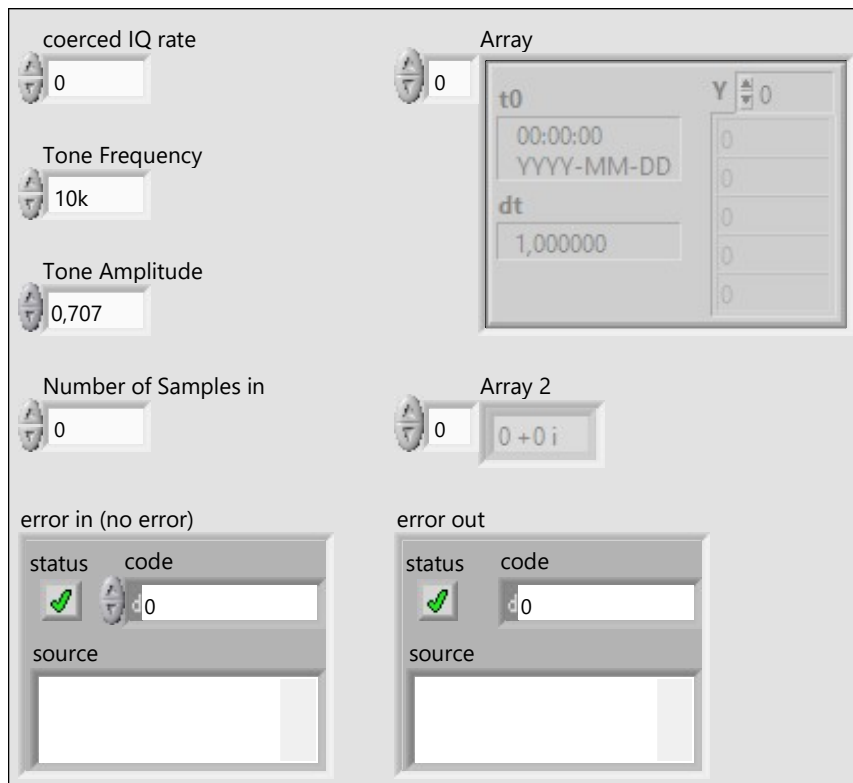 coerced IQ rate
0
Array
0
t0
00:00:00
YYYY-MM-DD
dt
1,000000
Y 0
0
0
0
0
0
Tone Frequency
10k
Tone Amplitude
0,707
Number of Samples in
0
Array 2
0
0 +0 i
error in (no error)
status code
d0
source
error out
status code
d0
source